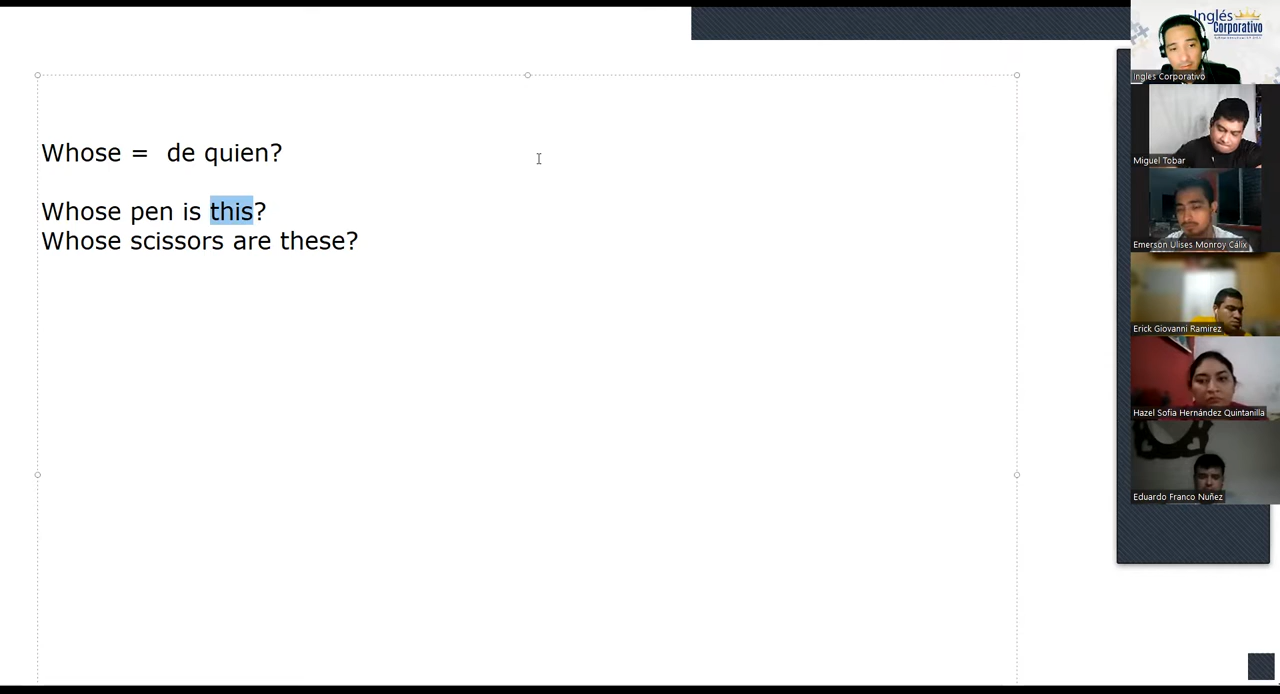 Whose =  de quien?
Whose pen is this?
Whose scissors are these?
Inglés
Corporativo
Ingles Corporativo
Miguel Tobar
Emerson Ulises Monroy Cálix
Erick Giovanni Ramirez
Hazel Sofia Hernández Quintanilla
Eduardo Franco Nuñez